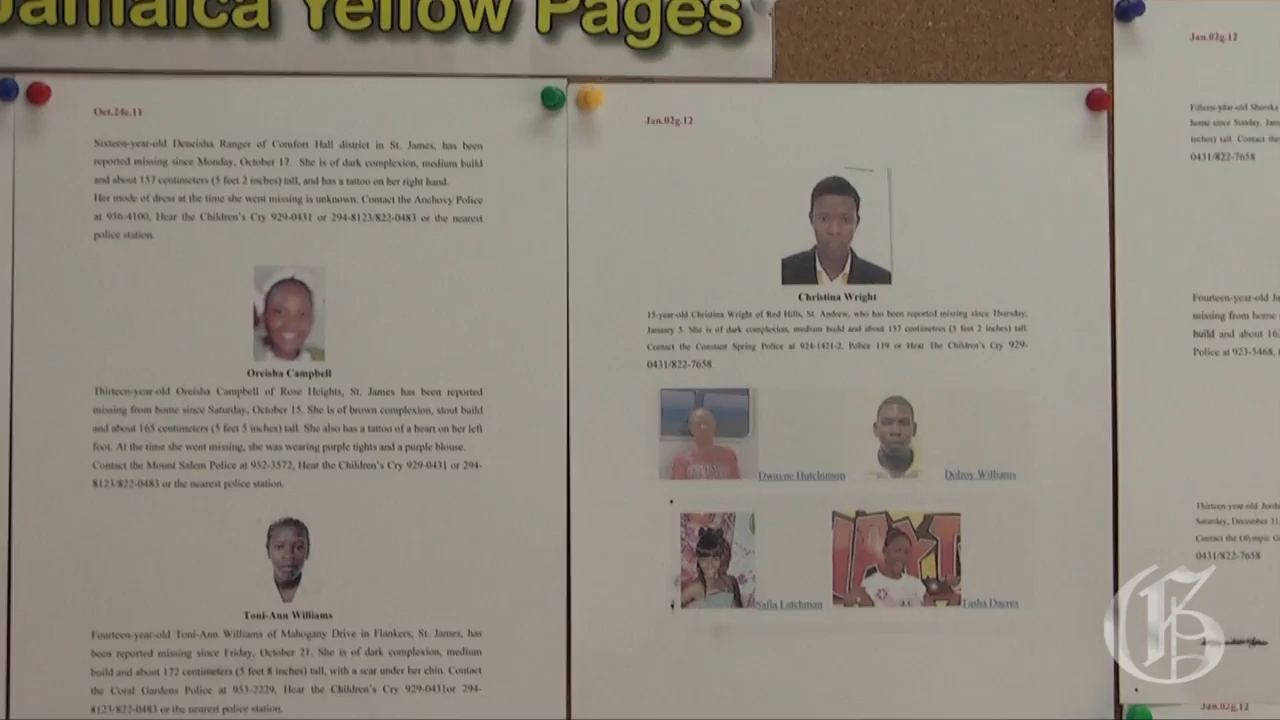 Jamaica Yellow Pages
Oct.24c.11
Sixteen-year-old Deneisha Ranger of Comfort Hall district in St. James, has been
reported missing since Monday, October 17. She is of dark complexion, medium build
and about 157 centimeters (5 feet 2 inches) tall, and has a tattoo on her right hand.
Her mode of dress at the time she went missing is unknown. Contact the Anchovy Police
at 956-4100, Hear the Children's Cry 929-0431 or 294-8123/822-0483 or the nearest
police station.
Oreisha Campbell
Thirteen-year-old Oreisha Campbell of Rose Heights, St. James has been reported
missing from home since Saturday, October 15. She is of brown complexion, stout build
and about 165 centimeters (5 feet 5 inches) tall. She also has a tattoo of a heart on her left
foot. At the time she went missing, she was wearing purple tights and a purple blouse.
Contact the Mount Salem Police at 952-3572, Hear the Children's Cry 929-0431 or 294-
8123/822-0483 or the nearest police station.
Toni-Ann Williams
Fourteen-year-old Toni-Ann Williams of Mahogany Drive in Flankers, St. James, has
been reported missing since Friday, October 21. She is of dark complexion, medium
build and about 172 centimeters (5 feet 8 inches) tall, with a scar under her chin. Contact
the Coral Gardens Police at 953-2229, Hear the Children's Cry 929-0431or 294-
8123/822-0483 or the nearest police station.
Jan.02g.12
Christina Wright
15-year-old Christina Wright of Red Hills, St. Andrew, who has been reported missing since Thursday,
January 5. She is of dark complexion, medium build and about 157 centimetres (5 feet 2 inches) tall.
Contact the Constant Spring Police at 924-1421-2, Police 119 or Hear The Children's Cry 929-
0431/822-7658
Dwayne Hutchinson
Delroy Williams
Safia Latchman
Tasha Dacres
Jan.02g.12
Fifteen-year-old Shereka
home since Sunday,
inches) tall. Contact the
0431/822-7658
Fourteen-year-old
missing from home
build and about
Police at 923-5468,
Thirteen-year-old
Saturday, December
Contact the Olympic
0431/822-7658
Jan.02g.12